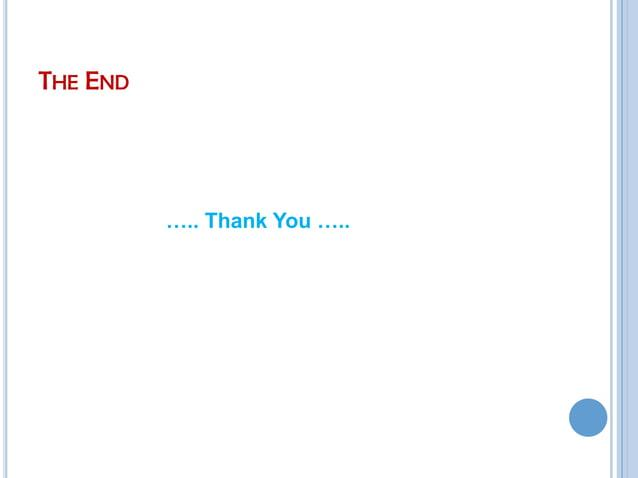 THE END
….. Thank You …..